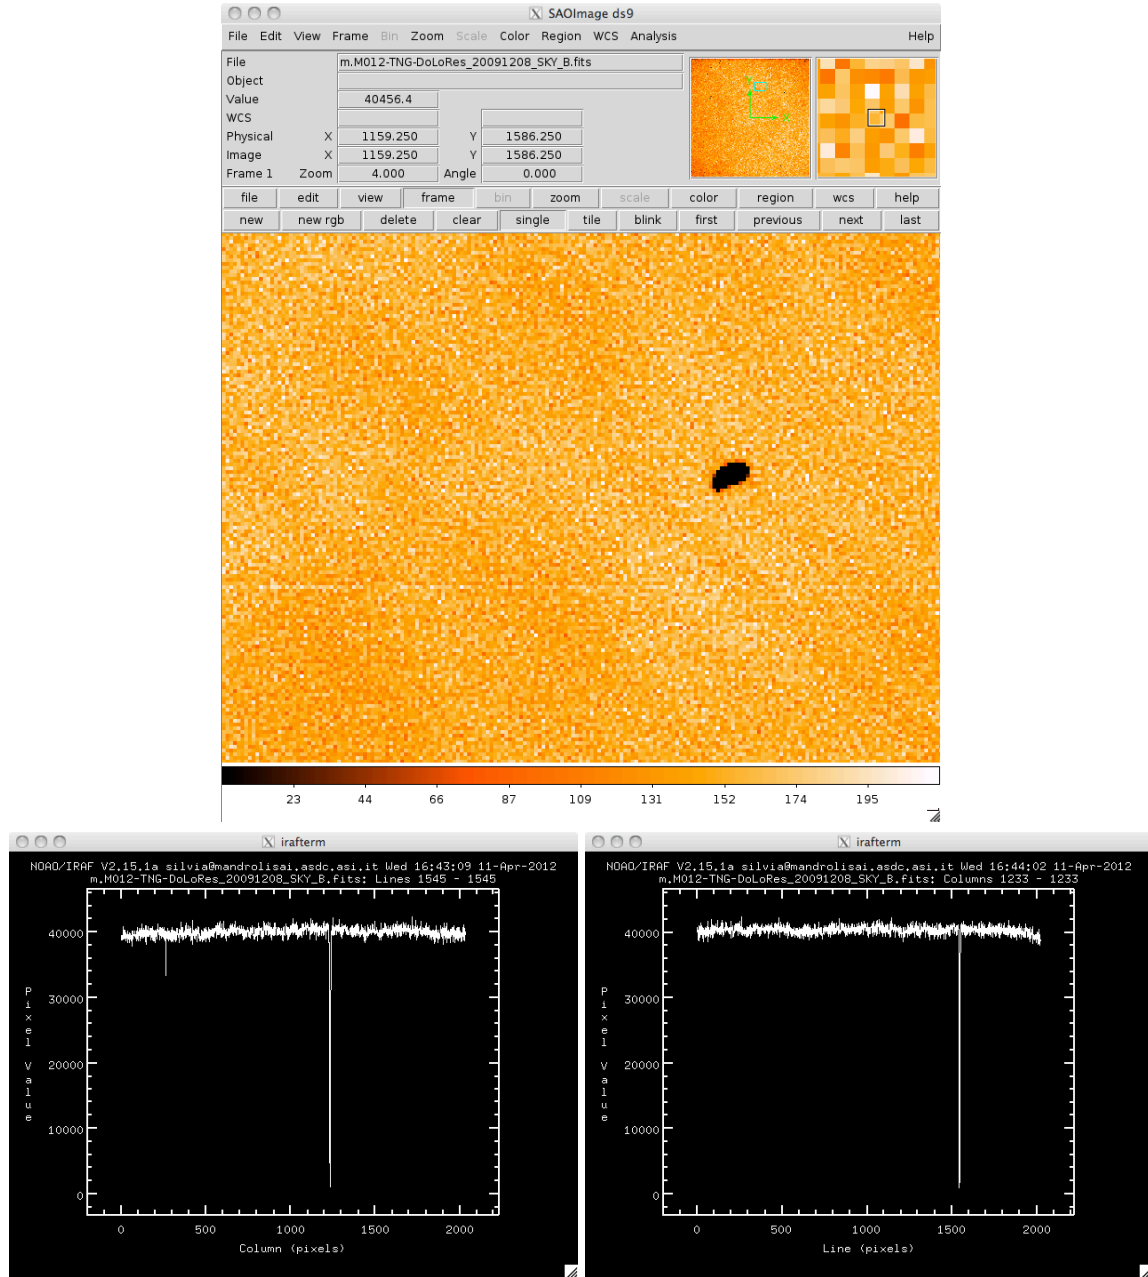 X SAOImage ds9
File Edit View Frame Bin Zoom Scale Color Region WCS Analysis Help
File m.M012-TNG-DoLoRes_20091208_SKY_B.fits
Object
Value 40456.4
WCS
Physical X 1159.250 Y 1586.250
Image X 1159.250 Y 1586.250
Frame 1 Zoom 4.000 Angle 0.000
Y
X
file edit view frame bin zoom scale color region wcs help
new new rgb delete clear single tile blink first previous next last
23 44 66 87 109 131 152 174 195
X irafterm
NOAO/IRAF V2.15.1a silvia@mandrolisai.asdc.asi.it Wed 16:43:09 11-Apr-2012
m.M012-TNG-DoLoRes_20091208_SKY_B.fits: Lines 1545 - 1545
40000
30000
20000
10000
0
Pixel Value
0 500 1000 1500 2000
Column (pixels)
X irafterm
NOAO/IRAF V2.15.1a silvia@mandrolisai.asdc.asi.it Wed 16:44:02 11-Apr-2012
m.M012-TNG-DoLoRes_20091208_SKY_B.fits: Columns 1233 - 1233
40000
30000
20000
10000
0
Pixel Value
0 500 1000 1500 2000
Line (pixels)